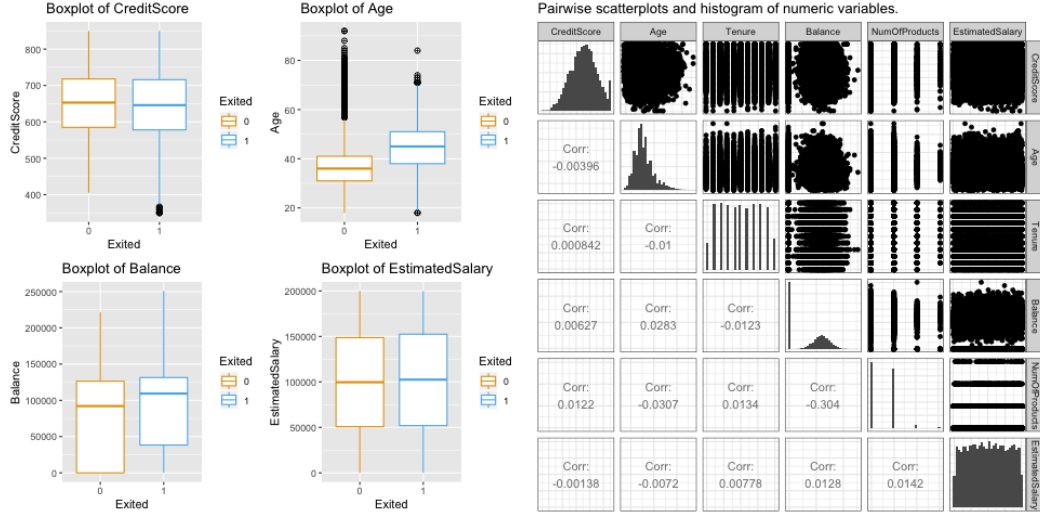 Boxplot of CreditScore
CreditScore
800
700
600
500
400
0
1
Exited
Exited
0
1
Boxplot of Age
Age
80
60
40
20
0
1
Exited
Exited
0
1
Boxplot of Balance
Balance
250000
200000
150000
100000
50000
0
0
1
Exited
Exited
0
1
Boxplot of EstimatedSalary
EstimatedSalary
200000
150000
100000
50000
0
0
1
Exited
Exited
0
1
Pairwise scatterplots and histogram of numeric variables.
CreditScore Age Tenure Balance NumOfProducts EstimatedSalary
CreditScore
Corr:
-0.00396
Age
Corr:
0.000842
Corr:
-0.01
Tenure
Corr:
0.00627
Corr:
0.0283
Corr:
-0.0123
Balance
Corr:
0.0122
Corr:
-0.0307
Corr:
0.0134
Corr:
-0.304
NumOfProducts
Corr:
-0.00138
Corr:
-0.0072
Corr:
0.00778
Corr:
0.0128
Corr:
0.0142
EstimatedSalary